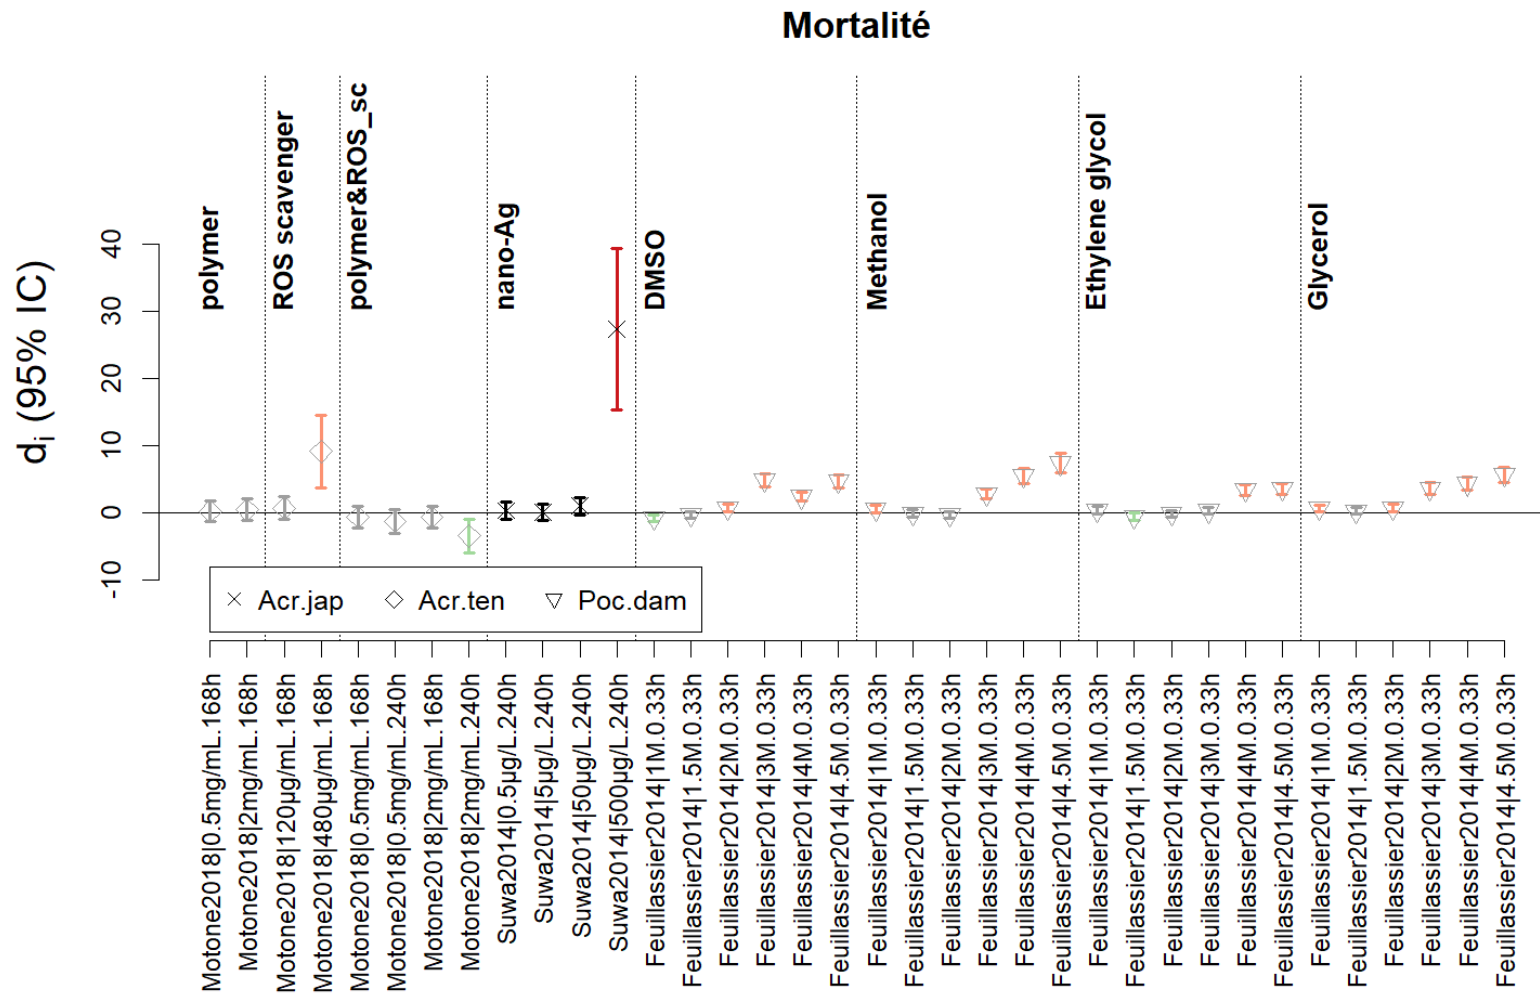 Mortalité
di (95% IC)
40
30
20
10
0
-10
polymer
ROS scavenger
polymer&ROS_sc
nano-Ag
DMSO
Methanol
Ethylene glycol
Glycerol
Acr.jap
Acr.ten
Poc.dam
Motone2018|0.5mg/mL.168h
Motone2018|2mg/mL.168h
Motone2018|120µg/mL.168h
Motone2018|480µg/mL.168h
Motone2018|0.5mg/mL.168h
Motone2018|0.5mg/mL.240h
Motone2018|2mg/mL.168h
Motone2018|2mg/mL.240h
Suwa2014|0.5µg/L.240h
Suwa2014|5µg/L.240h
Suwa2014|50µg/L.240h
Suwa2014|500µg/L.240h
Feuillassier2014|1M.0.33h
Feuillassier2014|1.5M.0.33h
Feuillassier2014|2M.0.33h
Feuillassier2014|3M.0.33h
Feuillassier2014|4M.0.33h
Feuillassier2014|4.5M.0.33h
Feuillassier2014|1M.0.33h
Feuillassier2014|1.5M.0.33h
Feuillassier2014|2M.0.33h
Feuillassier2014|3M.0.33h
Feuillassier2014|4M.0.33h
Feuillassier2014|4.5M.0.33h
Feuillassier2014|1M.0.33h
Feuillassier2014|1.5M.0.33h
Feuillassier2014|2M.0.33h
Feuillassier2014|3M.0.33h
Feuillassier2014|4M.0.33h
Feuillassier2014|4.5M.0.33h
Feuillassier2014|1M.0.33h
Feuillassier2014|1.5M.0.33h
Feuillassier2014|2M.0.33h
Feuillassier2014|3M.0.33h
Feuillassier2014|4M.0.33h
Feuillassier2014|4.5M.0.33h